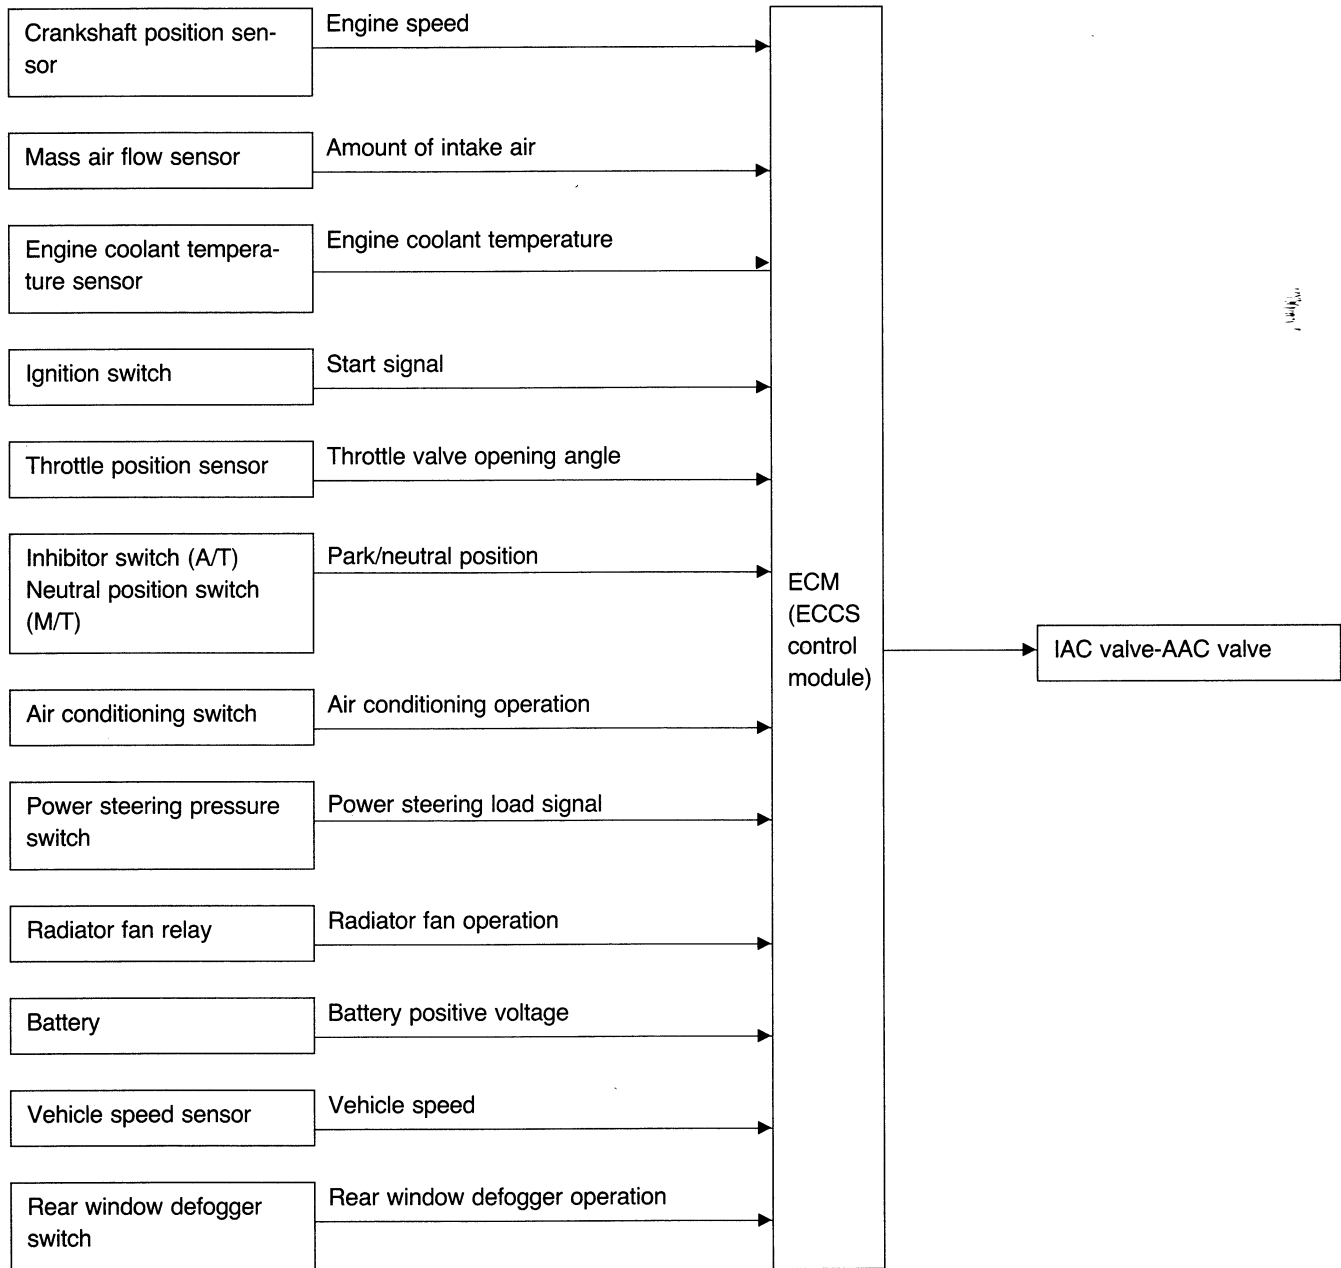 Crankshaft position sen-
sor
Engine speed
Mass air flow sensor
Amount of intake air
Engine coolant tempera-
ture sensor
Engine coolant temperature
Ignition switch
Start signal
Throttle position sensor
Throttle valve opening angle
Inhibitor switch (A/T)
Neutral position switch
(M/T)
Park/neutral position
Air conditioning switch
Air conditioning operation
Power steering pressure
switch
Power steering load signal
Radiator fan relay
Radiator fan operation
Battery
Battery positive voltage
Vehicle speed sensor
Vehicle speed
Rear window defogger
switch
Rear window defogger operation
ECM
(ECCS
control
module)
IAC valve-AAC valve